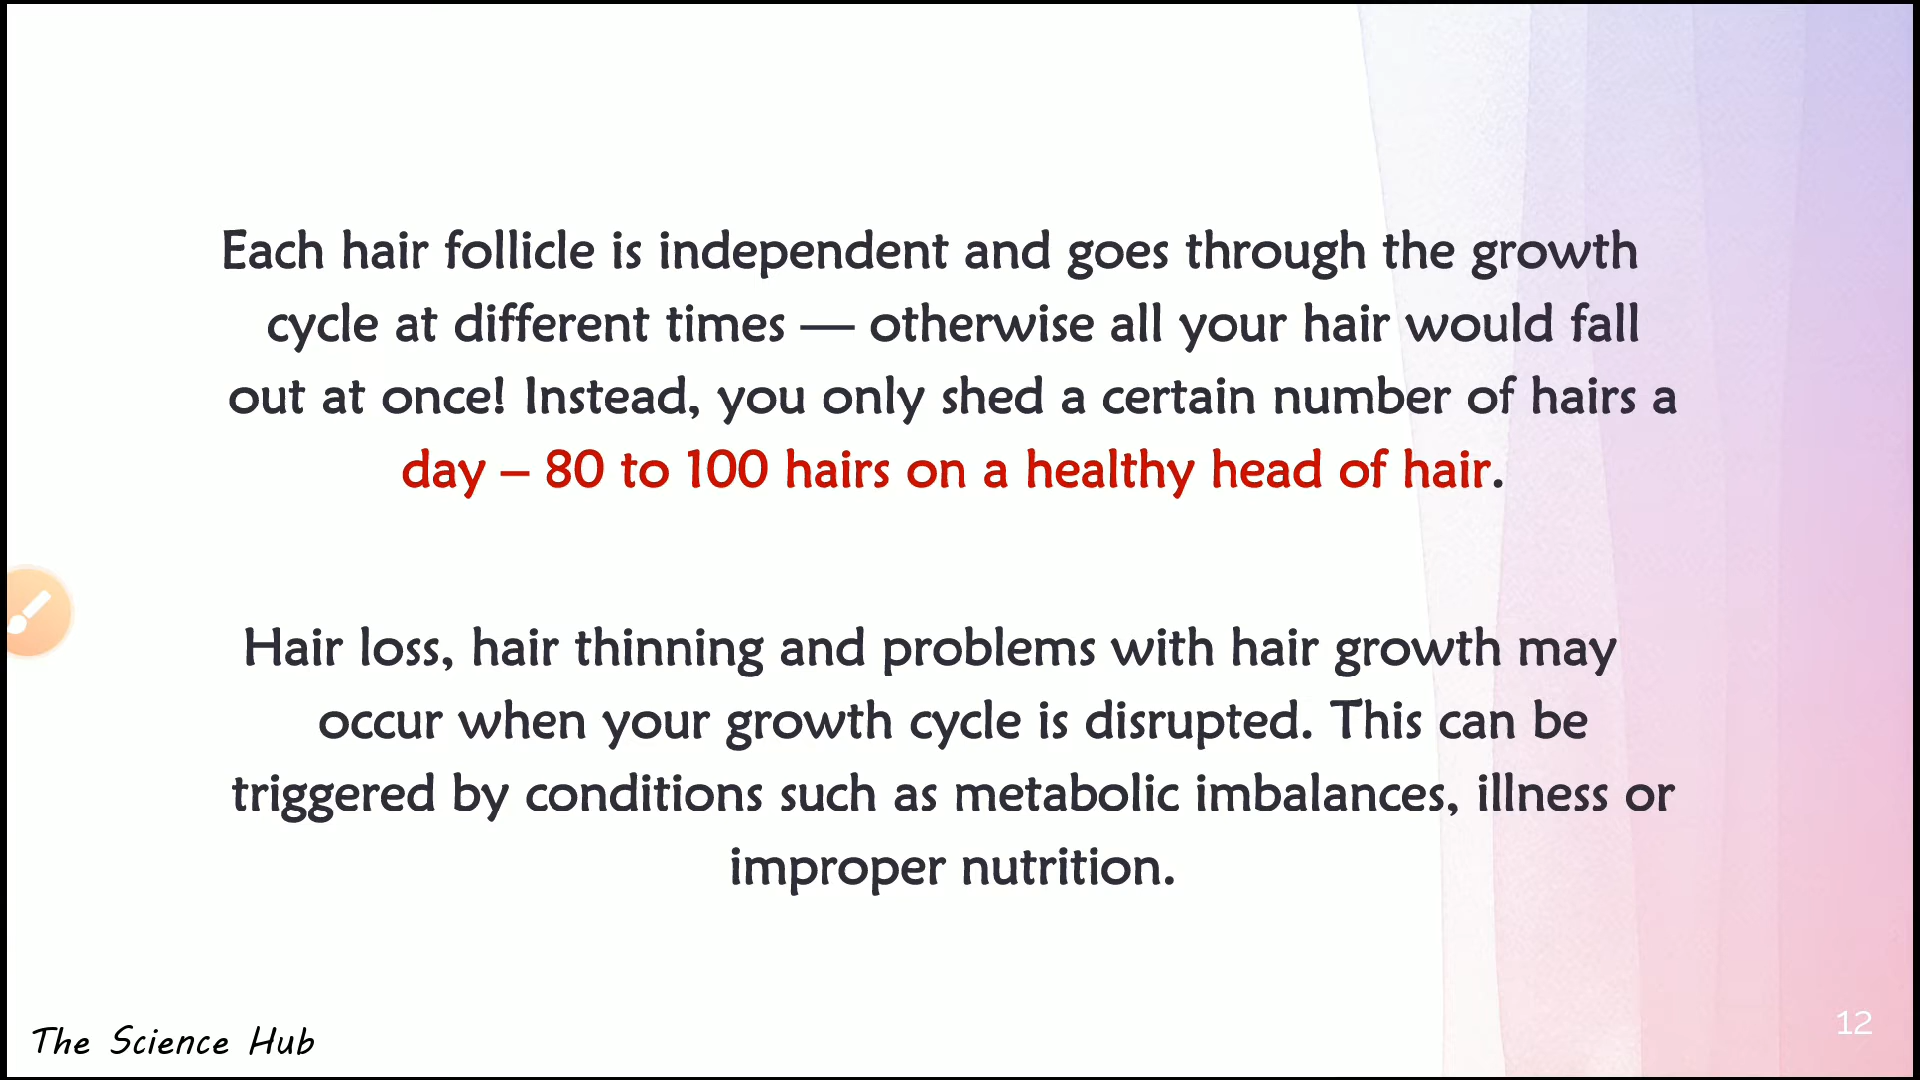 Each hair follicle is independent and goes through the growth
cycle at different times — otherwise all your hair would fall
out at once! Instead, you only shed a certain number of hairs a
day – 80 to 100 hairs on a healthy head of hair.
Hair loss, hair thinning and problems with hair growth may
occur when your growth cycle is disrupted. This can be
triggered by conditions such as metabolic imbalances, illness or
improper nutrition.
The Science Hub
12